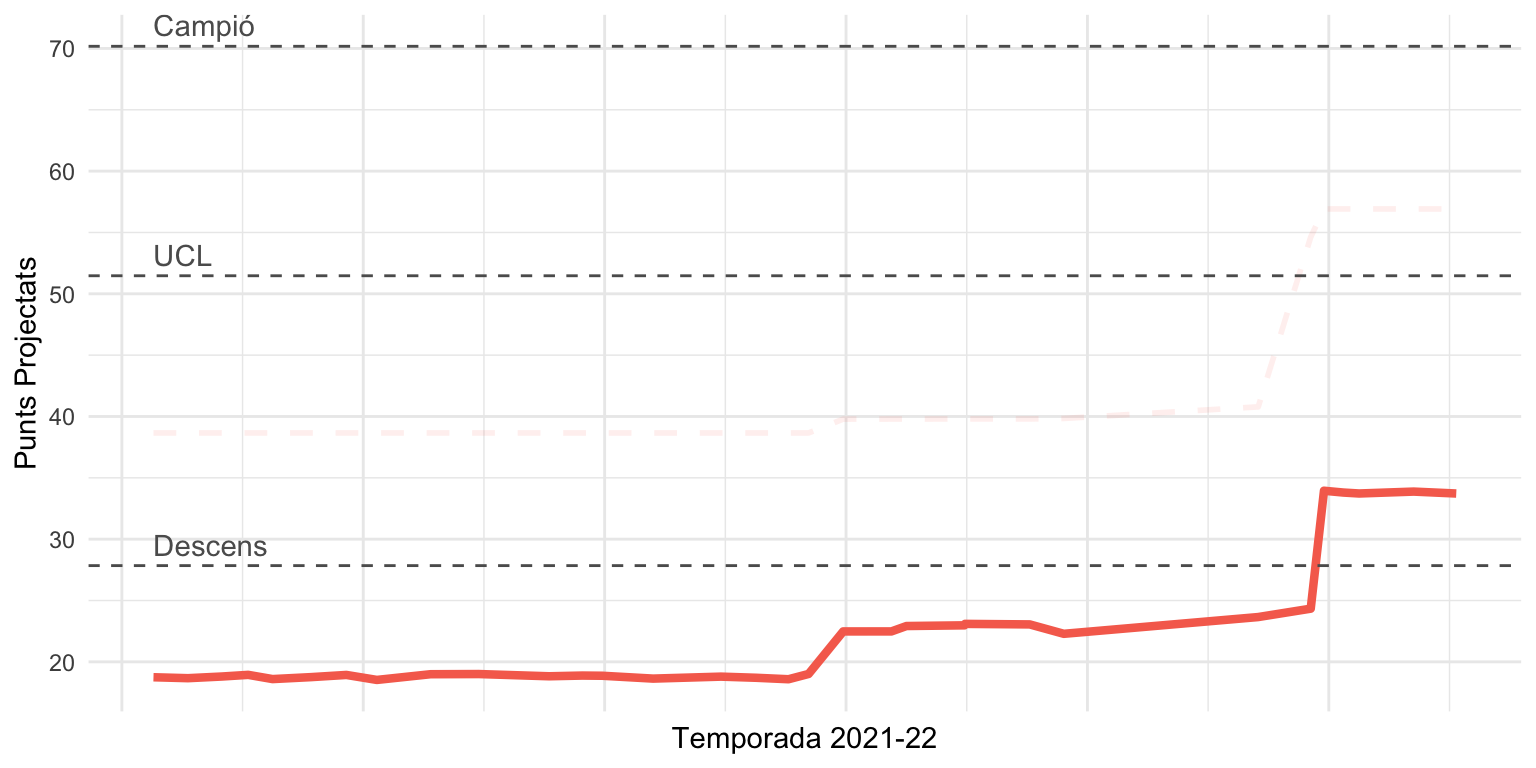 Campió
70
60
UCL
50
Punts Projectats
40
Descens
30
20
Temporada 2021-22